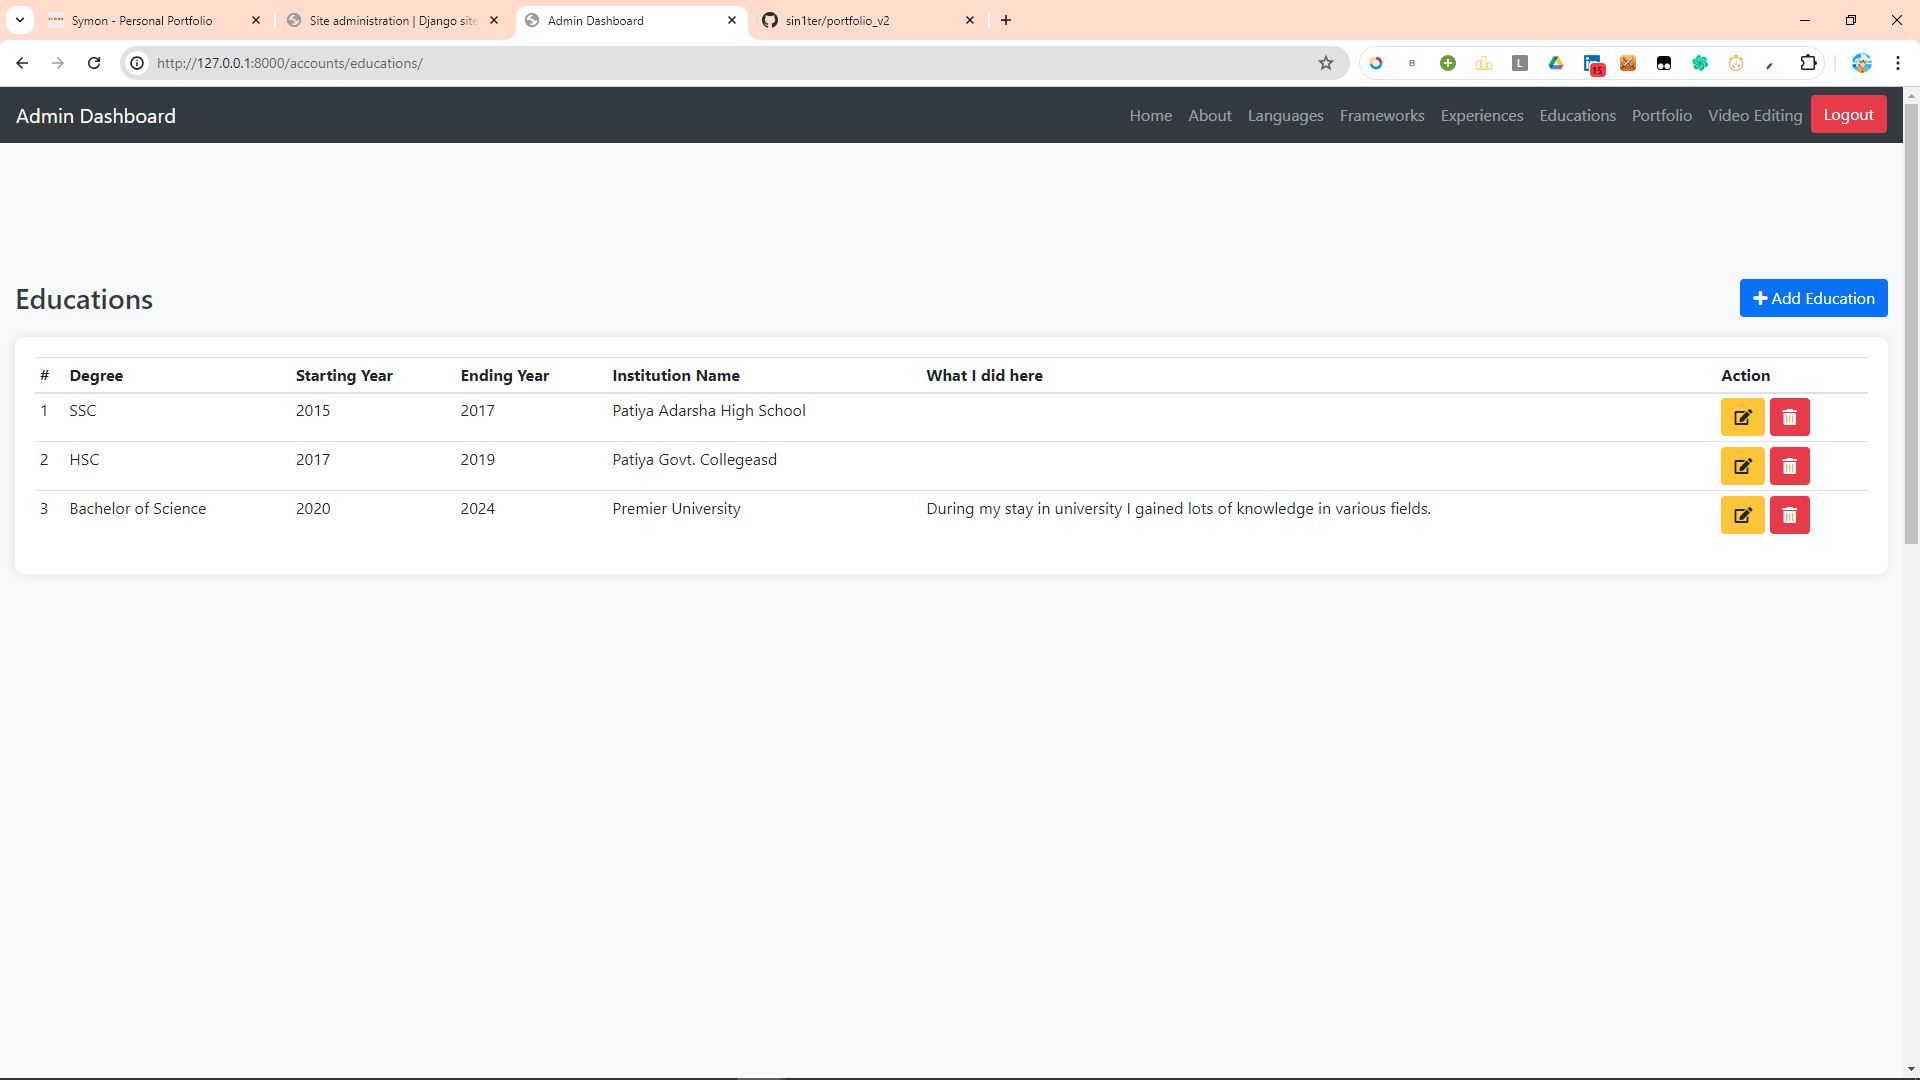 Symon - Personal Portfolio
Site administration | Django site
Admin Dashboard
sin1ter/portfolio_v2
http://127.0.0.1:8000/accounts/educations/
B
L
15
Admin Dashboard
Home About Languages Frameworks Experiences Educations Portfolio Video Editing Logout
Educations
Add Education
# Degree Starting Year Ending Year Institution Name What I did here Action
1 SSC 2015 2017 Patiya Adarsha High School
2 HSC 2017 2019 Patiya Govt. Collegeasd
3 Bachelor of Science 2020 2024 Premier University During my stay in university I gained lots of knowledge in various fields.